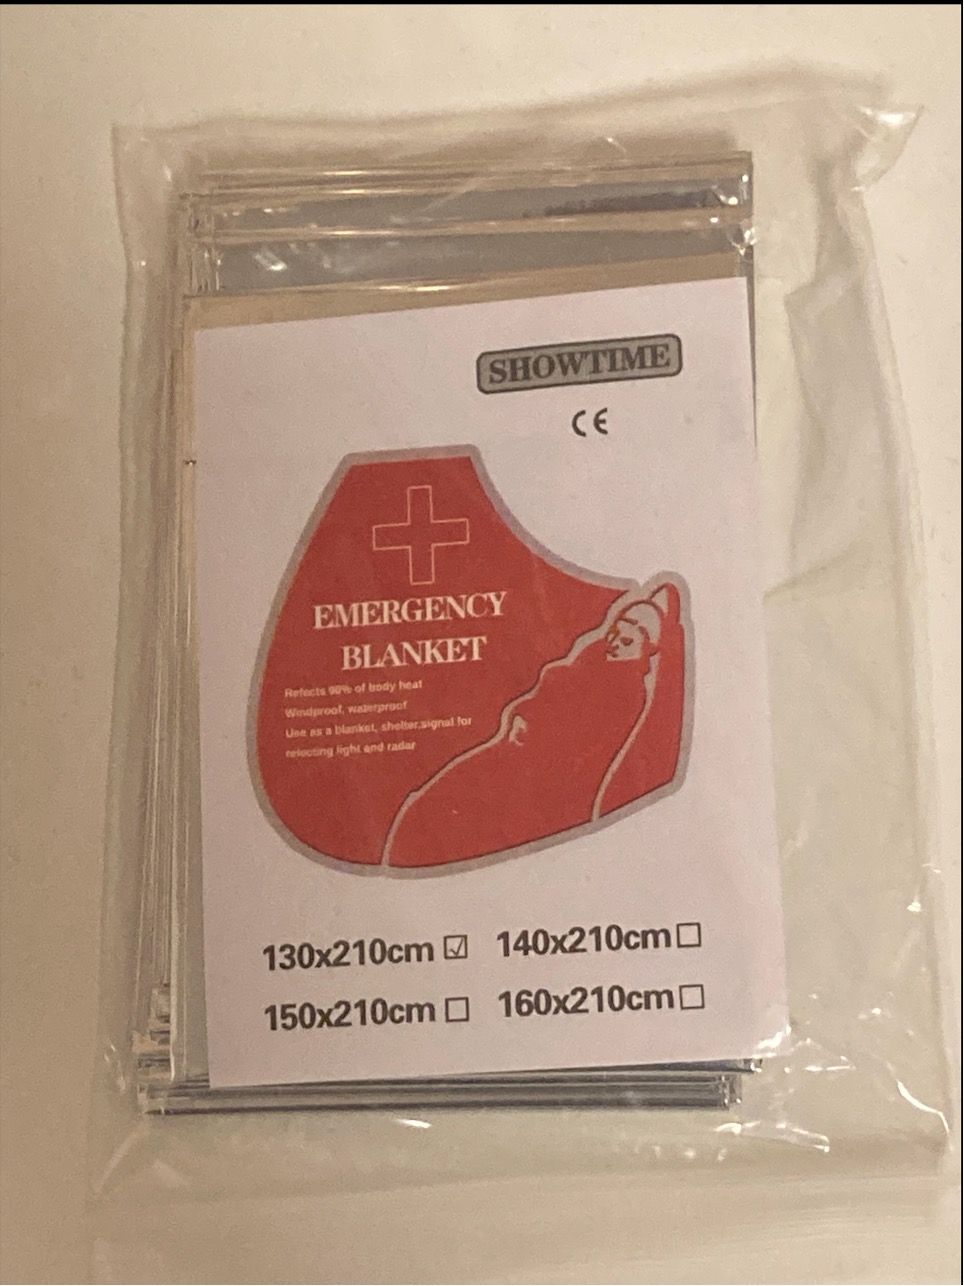 SHOWTIME
CE
EMERGENCY
BLANKET
Refects 90% of body heat
Windproof, waterproof
Use as a blanket, shelter,signal for
relecting light and radar
130x210cm ☑ 140x210cm ☐
150x210cm ☐ 160x210cm ☐